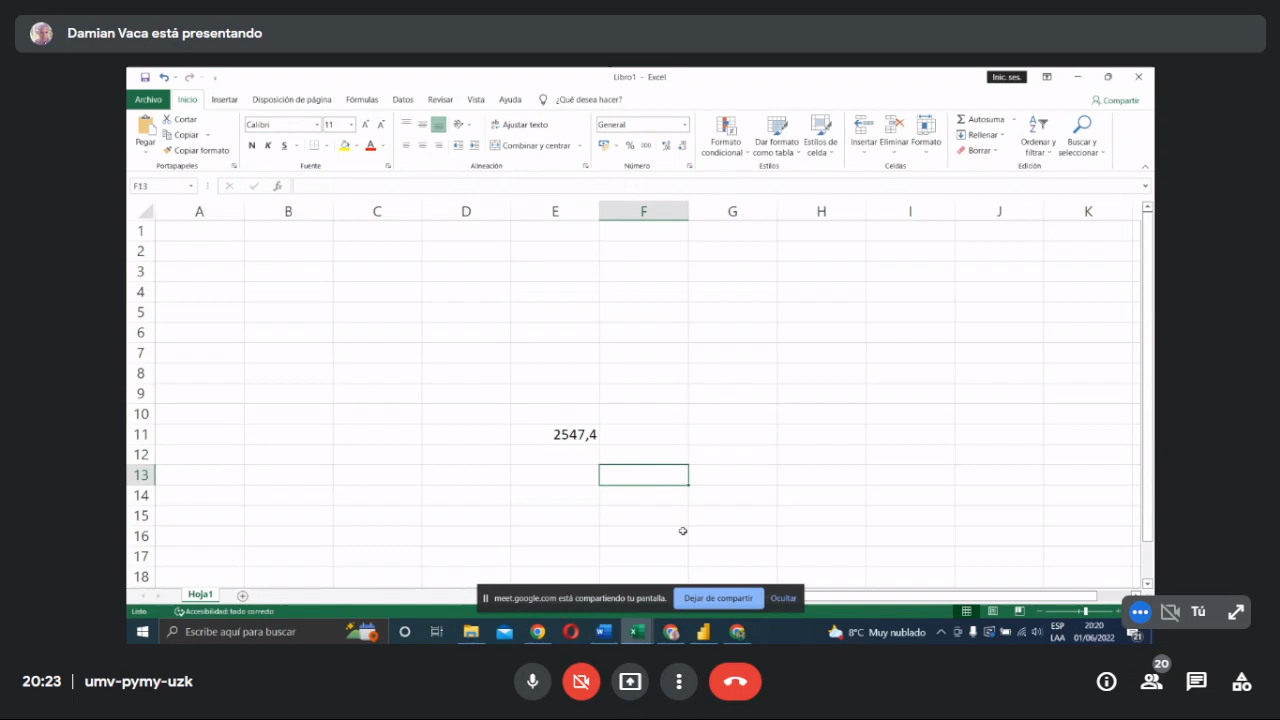 Damian Vaca está presentando
Libro1 - Excel
Inic. ses.
Archivo Inicio Insertar Disposición de página Fórmulas Datos Revisar Vista Ayuda ¿Qué desea hacer? Compartir
Pegar
Cortar
Copiar
Copiar formato
Portapapeles
Calibri 11
N K S
Fuente
Ajustar texto
Combinar y centrar
Alineación
General
% 000
Número
Formato condicional
Dar formato como tabla
Estilos de celda
Estilos
Insertar Eliminar Formato
Celdas
Autosuma
Rellenar
Borrar
Ordenar y filtrar
Buscar y seleccionar
Edición
F13 fx
A B C D E F G H I J K
1
2
3
4
5
6
7
8
9
10
11 2547,4
12
13
14
15
16
17
18
Hoja1
meet.google.com está compartiendo tu pantalla. Dejar de compartir Ocultar
Listo Accesibilidad: todo correcto
Tú
Escribe aquí para buscar
8°C Muy nublado
ESP
LAA
20:20
01/06/2022
21
20:23 | umv-pymy-uzk
20